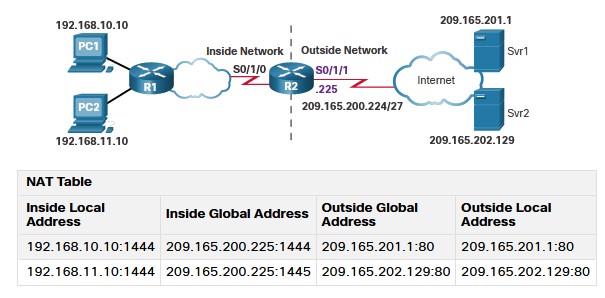 192.168.10.10
209.165.201.1
PC1
Inside Network
Outside Network
Svr1
S0/1/0
S0/1/1
Internet
R1
R2
.225
PC2
209.165.200.224/27
Svr2
192.168.11.10
209.165.202.129
NAT Table
Inside Local Address
Inside Global Address
Outside Global Address
Outside Local Address
192.168.10.10:1444 209.165.200.225:1444 209.165.201.1:80 209.165.201.1:80
192.168.11.10:1444 209.165.200.225:1445 209.165.202.129:80 209.165.202.129:80